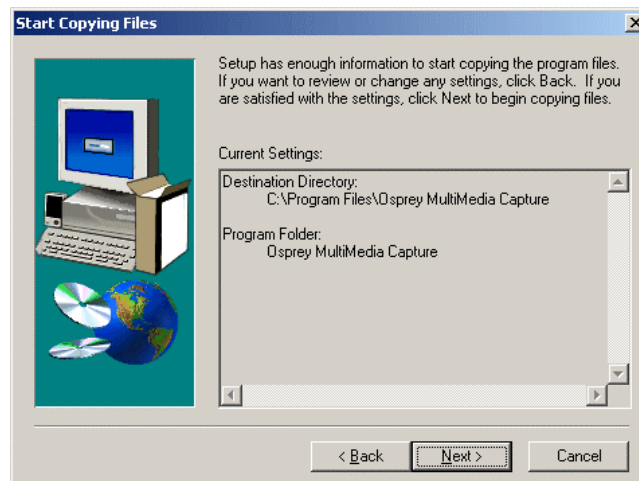 Start Copying Files
Setup has enough information to start copying the program files.
If you want to review or change any settings, click Back. If you
are satisfied with the settings, click Next to begin copying files.
Current Settings:
Destination Directory:
C:\Program Files\Osprey MultiMedia Capture
Program Folder:
Osprey MultiMedia Capture
< Back
Next >
Cancel